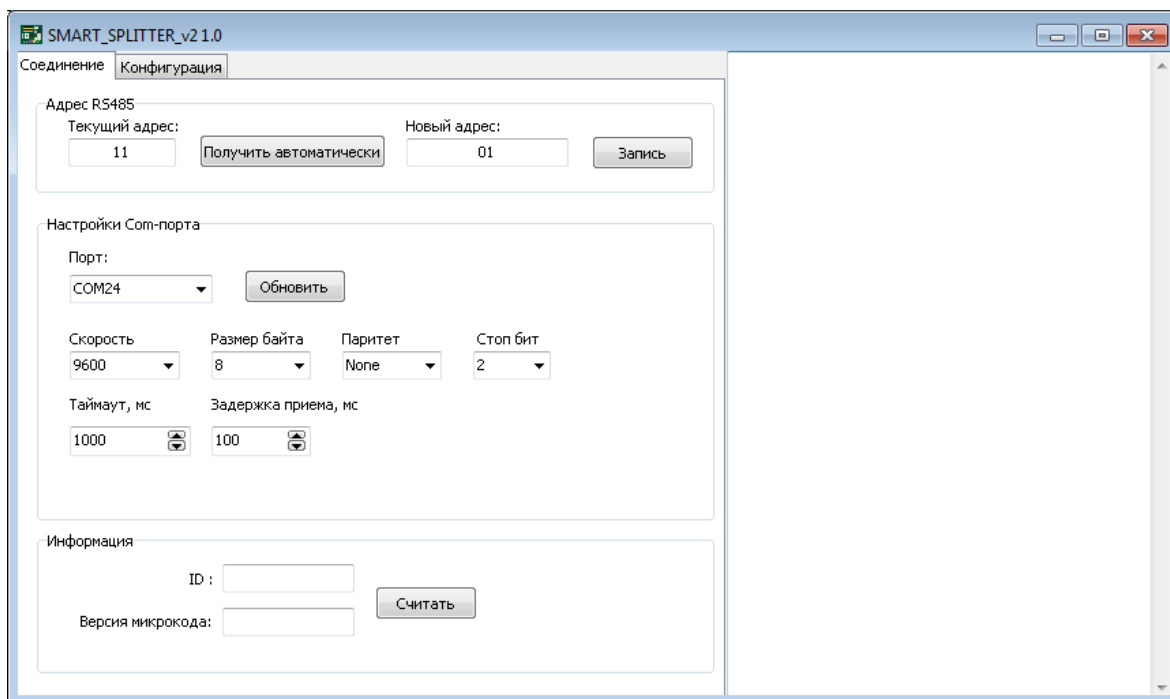 SMART_SPLITTER_v2 1.0
Соединение Конфигурация
Адрес RS485
Текущий адрес: Новый адрес:
11 Получить автоматически 01 Запись
Настройки Com-порта
Порт:
COM24 Обновить
Скорость Размер байта Паритет Стоп бит
9600 8 None 2
Таймаут, мс Задержка приема, мс
1000 100
Информация
ID :
Считать
Версия микрокода: